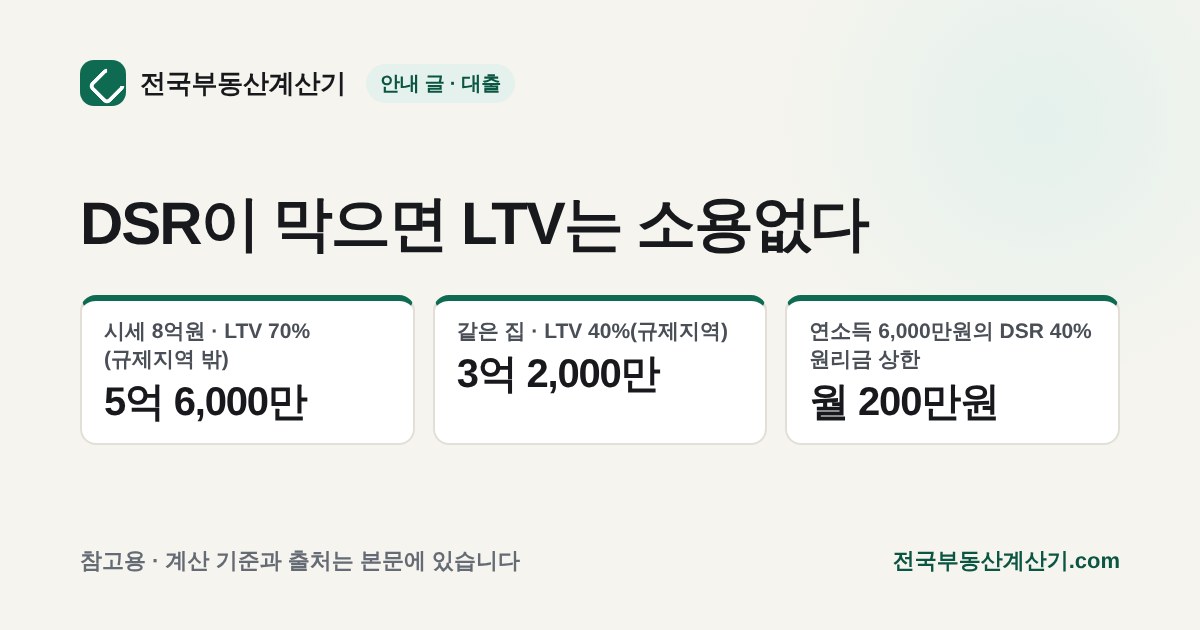 전국부동산계산기
안내 글 · 대출
DSR이 막으면 LTV는 소용없다
시세 8억원 · LTV 70%
(규제지역 밖)
5억 6,000만
같은 집 · LTV 40%(규제지역)
3억 2,000만
연소득 6,000만원의 DSR 40%
원리금 상한
월 200만원
참고용 · 계산 기준과 출처는 본문에 있습니다
전국부동산계산기.com